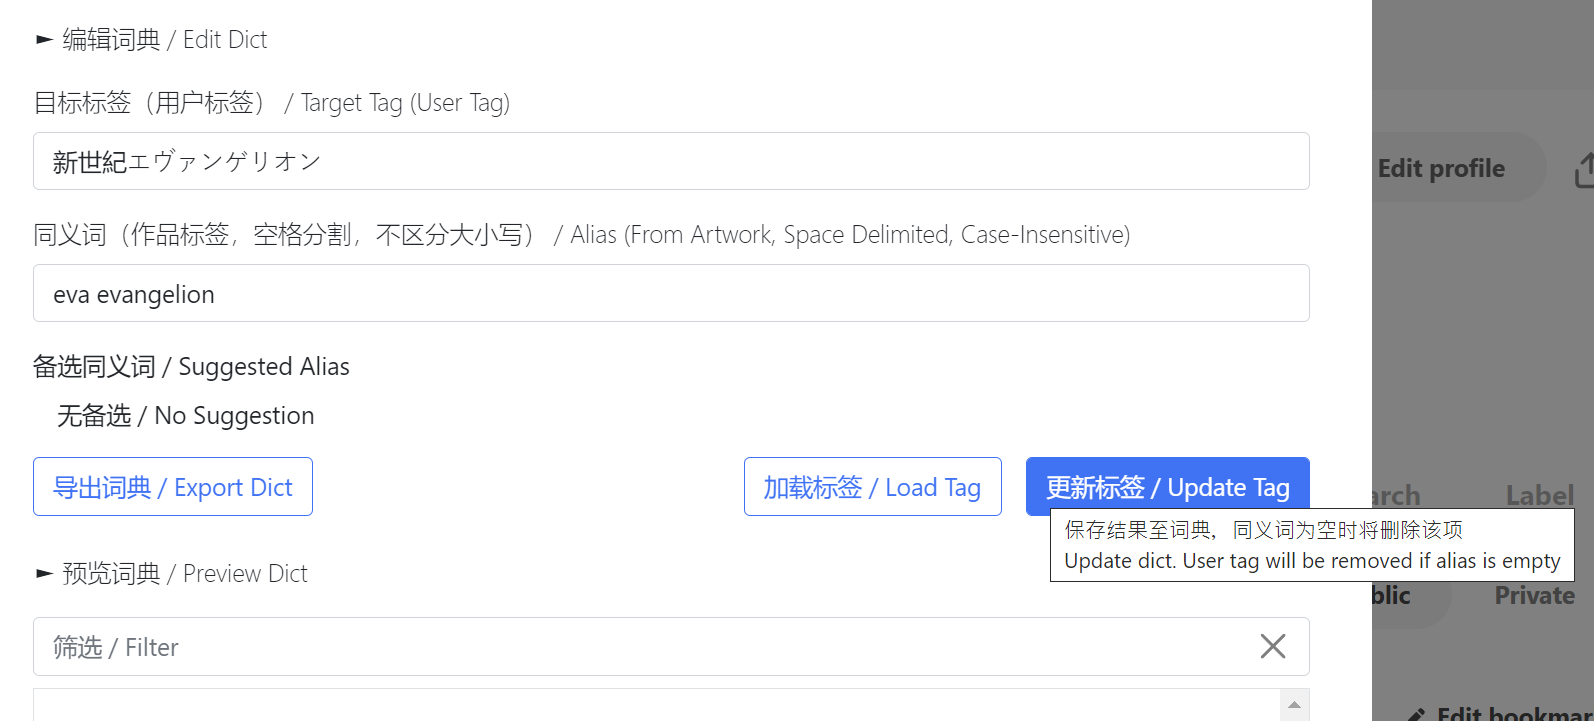 ► 编辑词典 / Edit Dict
目标标签（用户标签） / Target Tag (User Tag)
新世紀エヴァンゲリオン
Edit profile
同义词（作品标签，空格分割，不区分大小写） / Alias (From Artwork, Space Delimited, Case-Insensitive)
eva evangelion
备选同义词 / Suggested Alias
无备选 / No Suggestion
导出词典 / Export Dict
加载标签 / Load Tag
更新标签 / Update Tag
arch
Label
保存结果至词典，同义词为空时将删除该项
Update dict. User tag will be removed if alias is empty
► 预览词典 / Preview Dict
blic
Private
筛选 / Filter
Edit bookmar